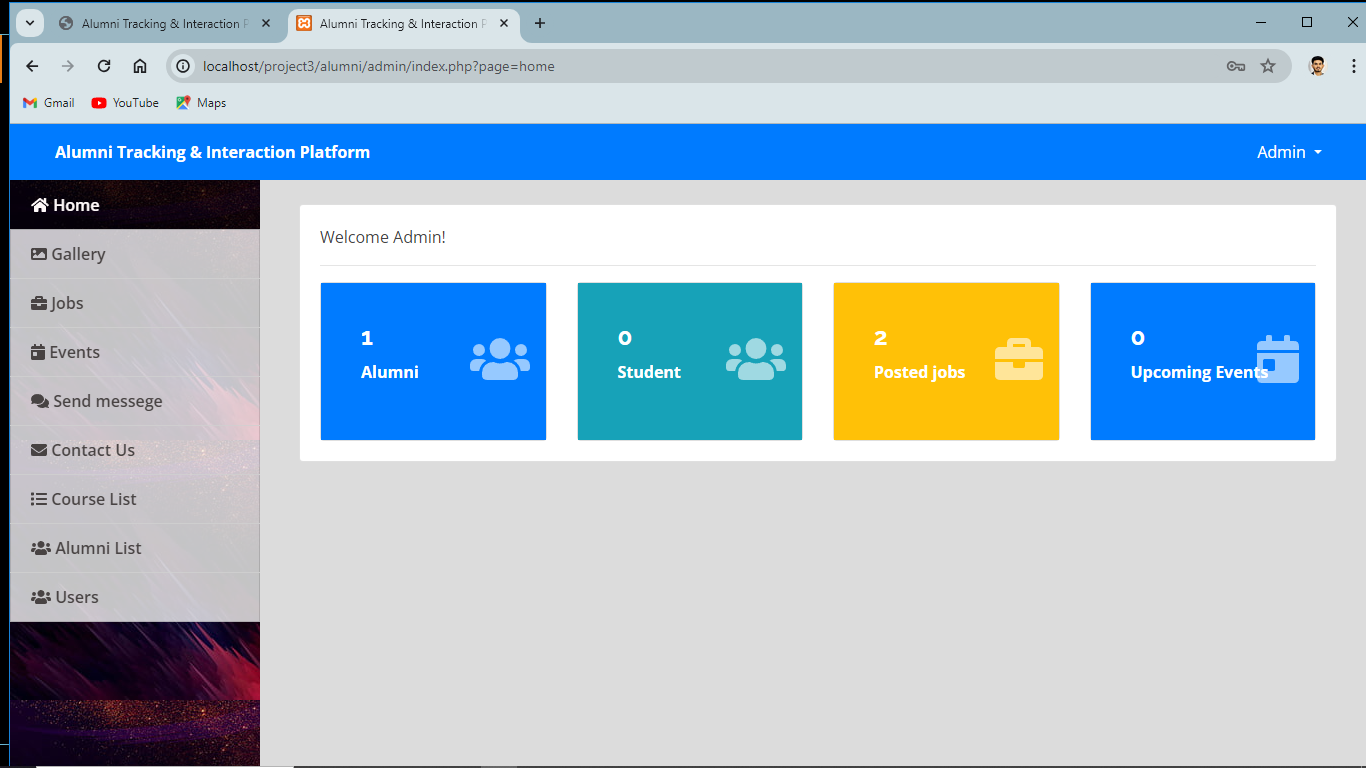 Alumni Tracking & Interaction P
Alumni Tracking & Interaction P
localhost/project3/alumni/admin/index.php?page=home
Gmail YouTube Maps
Alumni Tracking & Interaction Platform
Admin
Home
Gallery
Jobs
Events
Send messege
Contact Us
Course List
Alumni List
Users
Welcome Admin!
1
Alumni
0
Student
2
Posted jobs
0
Upcoming Events